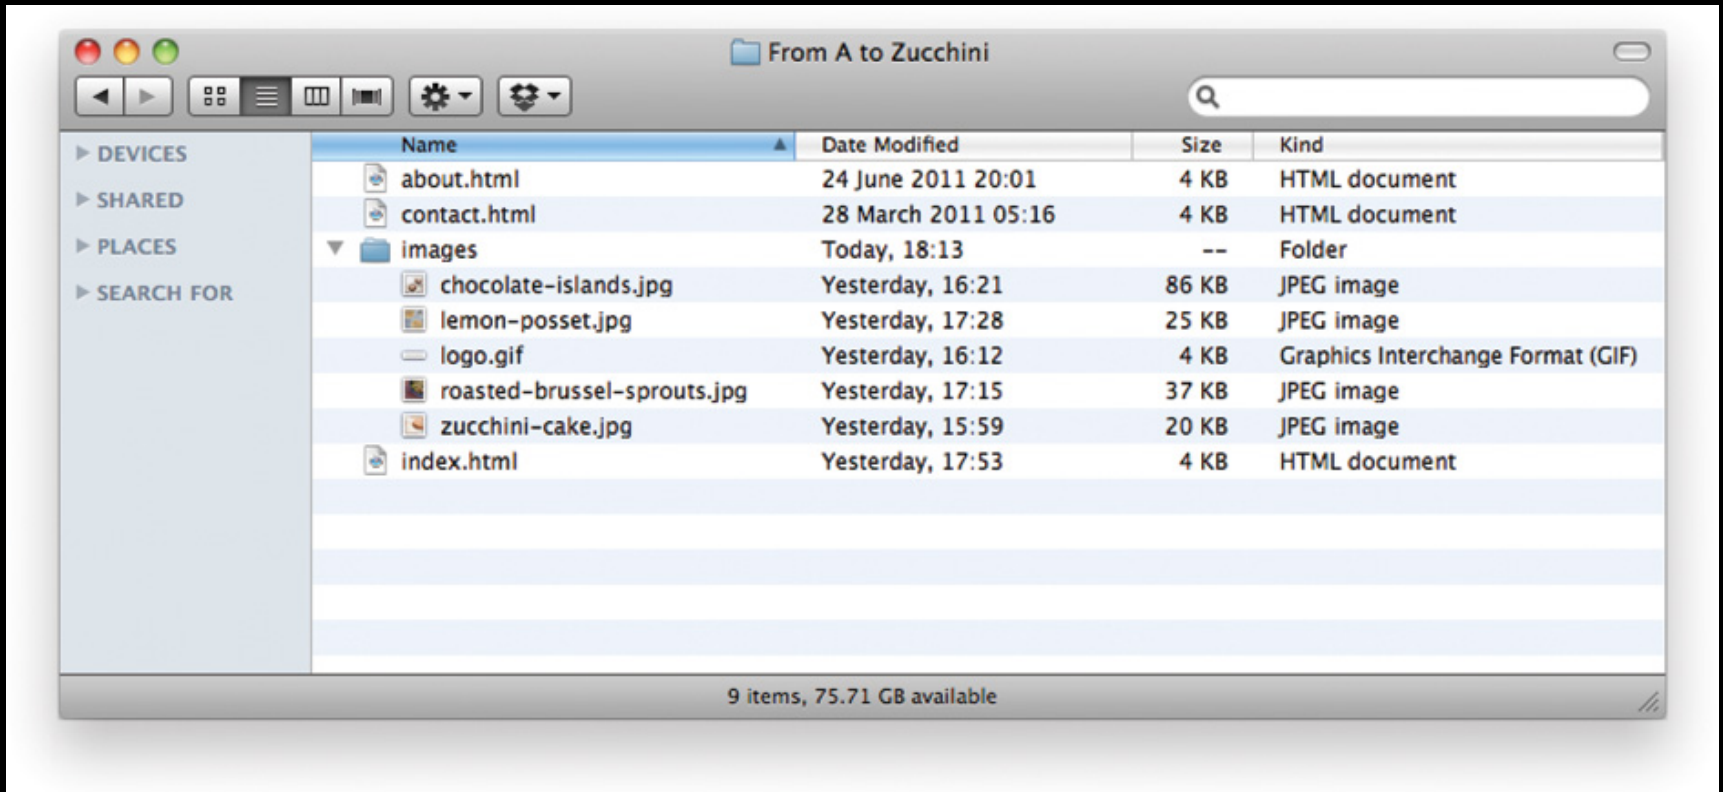 From A to Zucchini
DEVICES
SHARED
PLACES
SEARCH FOR
Name Date Modified Size Kind
about.html 24 June 2011 20:01 4 KB HTML document
contact.html 28 March 2011 05:16 4 KB HTML document
images Today, 18:13 -- Folder
chocolate-islands.jpg Yesterday, 16:21 86 KB JPEG image
lemon-posset.jpg Yesterday, 17:28 25 KB JPEG image
logo.gif Yesterday, 16:12 4 KB Graphics Interchange Format (GIF)
roasted-brussel-sprouts.jpg Yesterday, 17:15 37 KB JPEG image
zucchini-cake.jpg Yesterday, 15:59 20 KB JPEG image
index.html Yesterday, 17:53 4 KB HTML document
9 items, 75.71 GB available